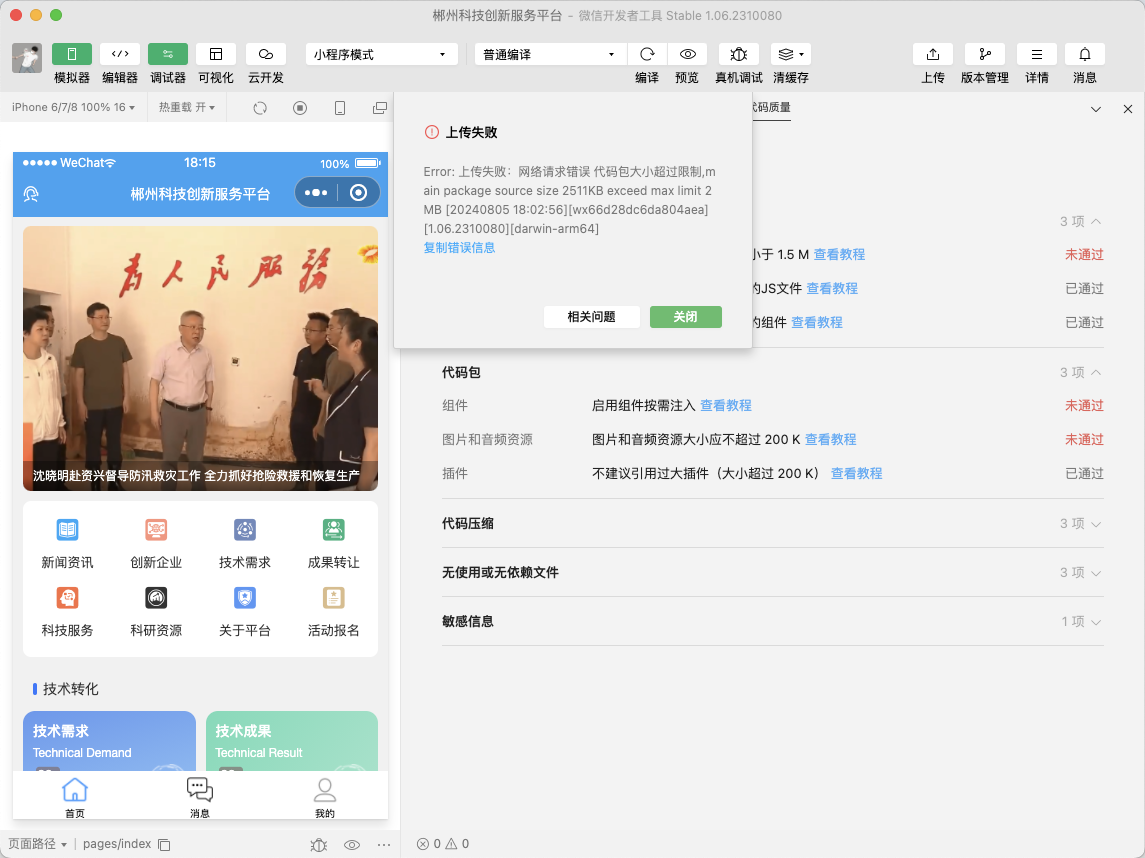 郴州科技创新服务平台 - 微信开发者工具 Stable 1.06.2310080
小程序模式
普通编译
模拟器 编辑器 调试器 可视化 云开发
编译 预览 真机调试 清缓存
上传 版本管理 详情 消息
iPhone 6/7/8 100% 16
热重载 开
WeChat
18:15
100%
郴州科技创新服务平台
为人民服务
沈晓明赴资兴督导防汛救灾工作 全力抓好抢险救援和恢复生产
新闻资讯 创新企业 技术需求 成果转让
科技服务 科研资源 关于平台 活动报名
技术转化
技术需求
Technical Demand
技术成果
Technical Result
首页 消息 我的
页面路径
pages/index
上传失败
Error: 上传失败：网络请求错误 代码包大小超过限制,m
ain package source size 2511KB exceed max limit 2
MB [20240805 18:02:56][wx66d28dc6da804aea]
[1.06.2310080][darwin-arm64]
复制错误信息
相关问题
关闭
代码质量
3 项
小于 1.5 M 查看教程 未通过
的JS文件 查看教程 已通过
的组件 查看教程 已通过
代码包 3 项
组件 启用组件按需注入 查看教程 未通过
图片和音频资源 图片和音频资源大小应不超过 200 K 查看教程 未通过
插件 不建议引用过大插件（大小超过 200 K） 查看教程 已通过
代码压缩 3 项
无使用或无依赖文件 3 项
敏感信息 1 项
0 0